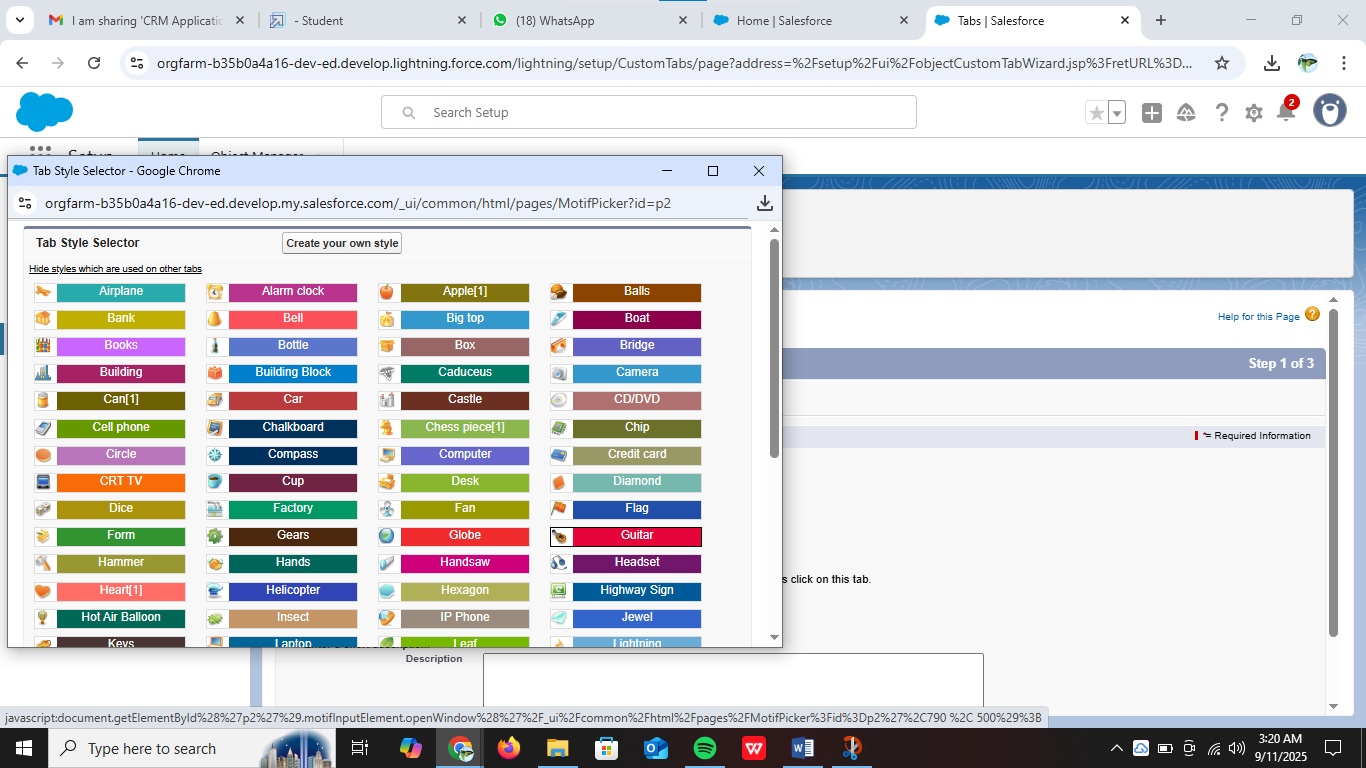 I am sharing 'CRM Applicatio
- Student
(18) WhatsApp
Home | Salesforce
Tabs | Salesforce
orgfarm-b35b0a4a16-dev-ed.develop.lightning.force.com/lightning/setup/CustomTabs/page?address=%2Fsetup%2Fui%2FobjectCustomTabWizard.jsp%3FretURL%3D...
Search Setup
2
Setup Home Object Manager
Tab Style Selector - Google Chrome
orgfarm-b35b0a4a16-dev-ed.develop.my.salesforce.com/_ui/common/html/pages/MotifPicker?id=p2
Tab Style Selector
Create your own style
Hide styles which are used on other tabs
Airplane Alarm clock Apple[1] Balls
Bank Bell Big top Boat
Books Bottle Box Bridge
Building Building Block Caduceus Camera
Can[1] Car Castle CD/DVD
Cell phone Chalkboard Chess piece[1] Chip
Circle Compass Computer Credit card
CRT TV Cup Desk Diamond
Dice Factory Fan Flag
Form Gears Globe Guitar
Hammer Hands Handsaw Headset
Heart[1] Helicopter Hexagon Highway Sign
Hot Air Balloon Insect IP Phone Jewel
Keys Laptop Leaf Lightning
Help for this Page ?
Step 1 of 3
*= Required Information
s click on this tab.
Description
javascript:document.getElementById%28%27p2%27%29.motifInputElement.openWindow%28%27%2F_ui%2Fcommon%2Fhtml%2Fpages%2FMotifPicker%3Fid%3Dp2%27%2C790 %2C 500%29%3B
Type here to search
3:20 AM
9/11/2025